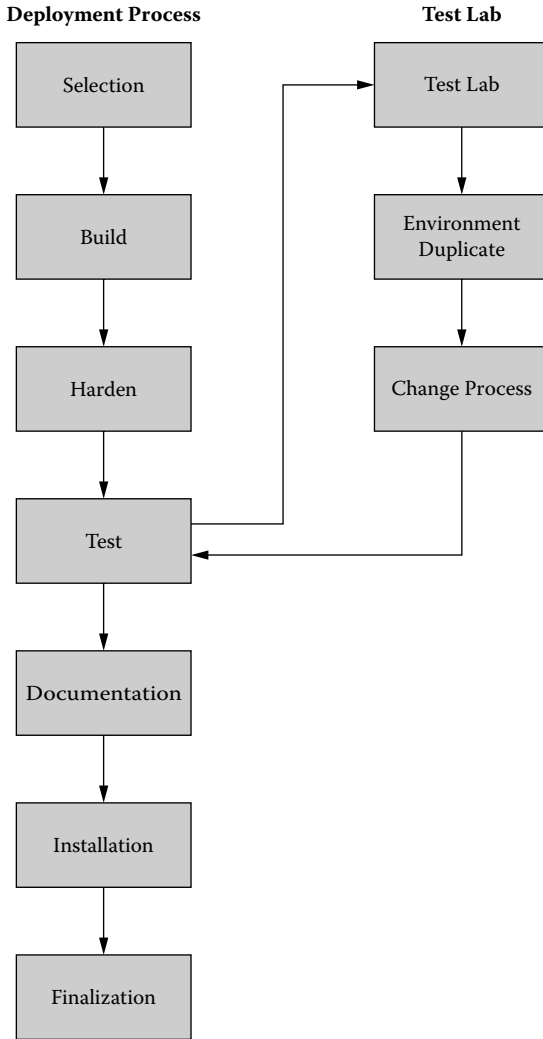 Deployment Process
Selection
Build
Harden
Test
Documentation
Installation
Finalization
Test Lab
Test Lab
Environment
Duplicate
Change Process